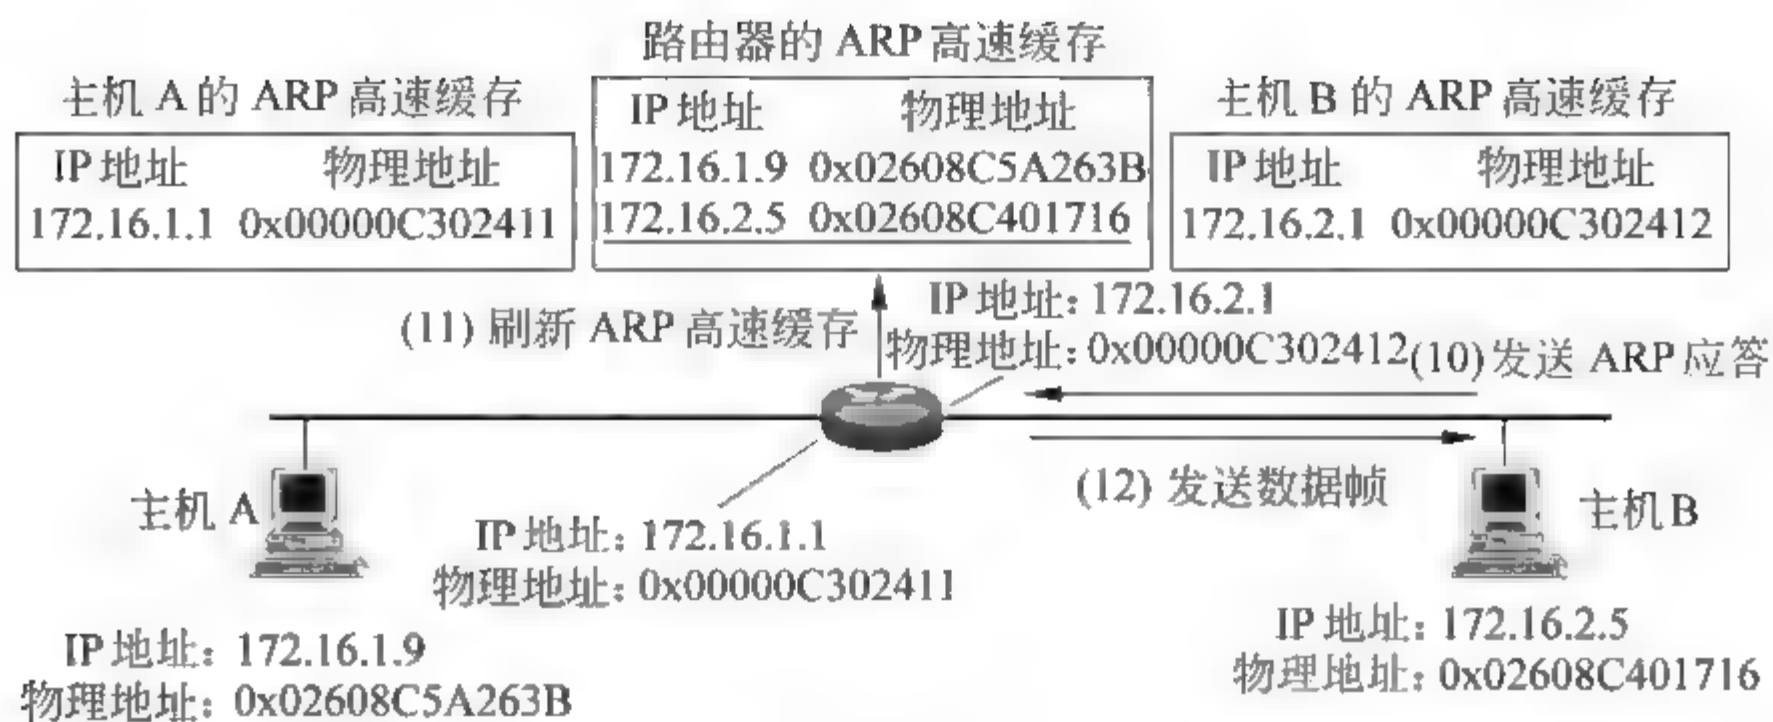 路由器的 ARP 高速缓存
主机 A 的 ARP 高速缓存
IP 地址 物理地址
172.16.1.1 0x00000C302411
IP 地址 物理地址
172.16.1.9 0x02608C5A263B
172.16.2.5 0x02608C401716
主机 B 的 ARP 高速缓存
IP 地址 物理地址
172.16.2.1 0x00000C302412
(11) 刷新 ARP 高速缓存
IP 地址: 172.16.2.1
物理地址: 0x00000C302412
(10) 发送 ARP 应答
(12) 发送数据帧
主机 A
IP 地址: 172.16.1.1
物理地址: 0x00000C302411
主机 B
IP 地址: 172.16.1.9
物理地址: 0x02608C5A263B
IP 地址: 172.16.2.5
物理地址: 0x02608C401716